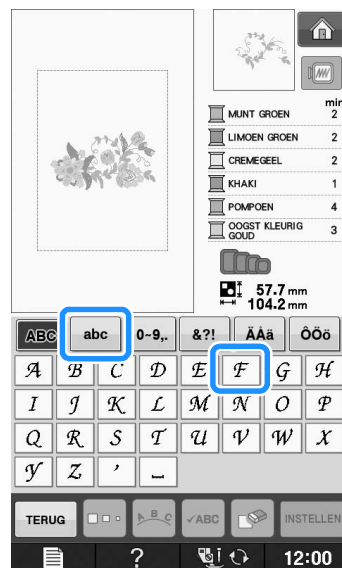 min
MUNT GROEN 2
LIMOEN GROEN 2
CREMEGEEL 2
KHAKI 1
POMPOEN 4
OOGST KLEURIG GOUD 3
57.7 mm
104.2 mm
ABC abc 0~9,. &?! ÄÅä ÔÖö
A B C D E F G H
I J K L M N O P
Q R S T U V W X
Y Z ’ ⎵
TERUG A B C ✓ABC INSTELLEN
? 12:00